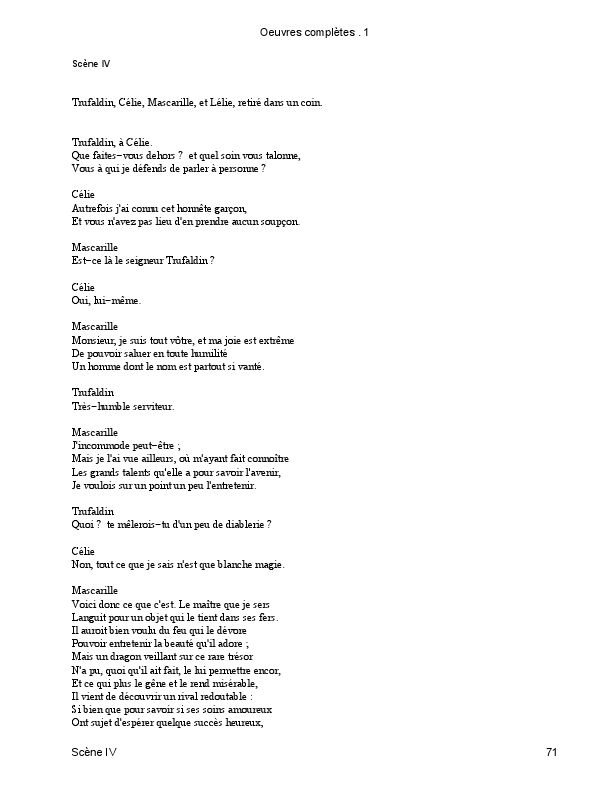 Oeuvres complètes . 1
Scène IV
Trufaldin, Célie, Mascarille, et Lélie, retiré dans un coin.
Trufaldin, à Célie.
Que faites−vous dehors ?  et quel soin vous talonne,
Vous à qui je défends de parler à personne ?
Célie
Autrefois j'ai connu cet honnête garçon,
Et vous n'avez pas lieu d'en prendre aucun soupçon.
Mascarille
Est−ce là le seigneur Trufaldin ?
Célie
Oui, lui−même.
Mascarille
Monsieur, je suis tout vôtre, et ma joie est extrême
De pouvoir saluer en toute humilité
Un homme dont le nom est partout si vanté.
Trufaldin
Très−humble serviteur.
Mascarille
J'incommode peut−être ;
Mais je l'ai vue ailleurs, où m'ayant fait connoître
Les grands talents qu'elle a pour savoir l'avenir,
Je voulois sur un point un peu l'entretenir.
Trufaldin
Quoi ?  te mêlerois−tu d'un peu de diablerie ?
Célie
Non, tout ce que je sais n'est que blanche magie.
Mascarille
Voici donc ce que c'est. Le maître que je sers
Languit pour un objet qui le tient dans ses fers.
Il auroit bien voulu du feu qui le dévore
Pouvoir entretenir la beauté qu'il adore ;
Mais un dragon veillant sur ce rare trésor
N'a pu, quoi qu'il ait fait, le lui permettre encor,
Et ce qui plus le gêne et le rend misérable,
Il vient de découvrir un rival redoutable :
Si bien que pour savoir si ses soins amoureux
Ont sujet d'espérer quelque succès heureux,
Scène IV
71